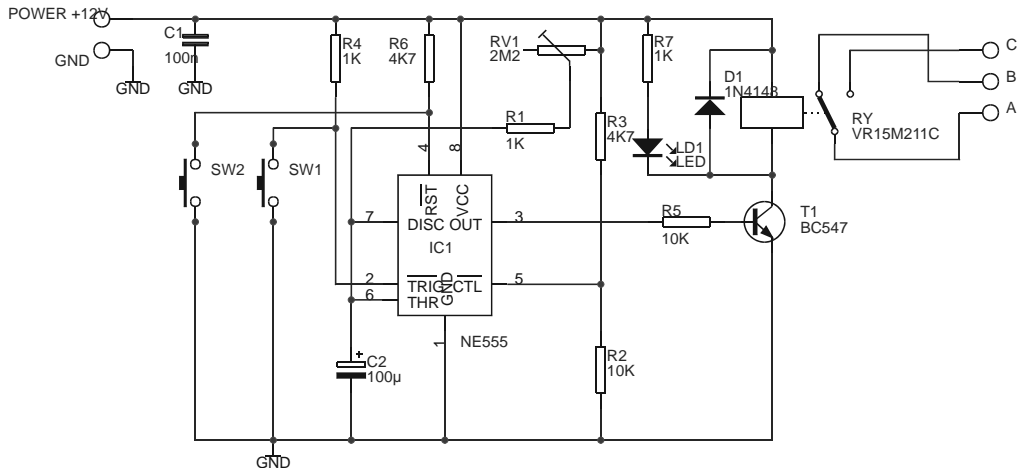 POWER +12V
C1
100n
GND
GND
GND
R4
1K
R6
4K7
RV1
2M2
R7
1K
D1
1N4148
C
B
A
RY
VR15M211C
R1
1K
R3
4K7
LD1
LED
SW2
SW1
4
8
RST
VCC
7
DISC
OUT
3
IC1
R5
10K
T1
BC547
2
TRIG
GND
CTL
5
6
THR
1
NE555
C2
100µ
+
R2
10K
GND